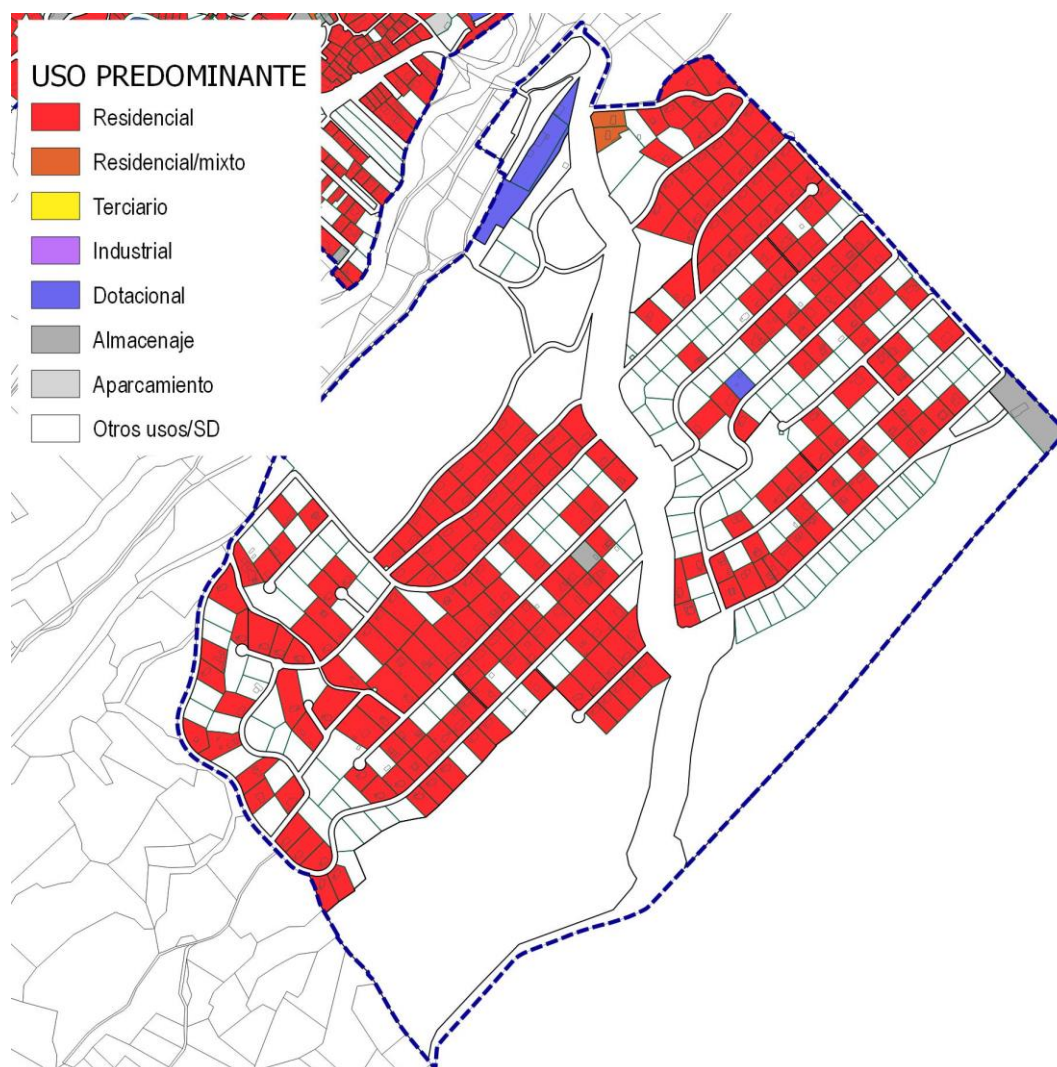 USO PREDOMINANTE
Residencial
Residencial/mixto
Terciario
Industrial
Dotacional
Almacenaje
Aparcamiento
Otros usos/SD